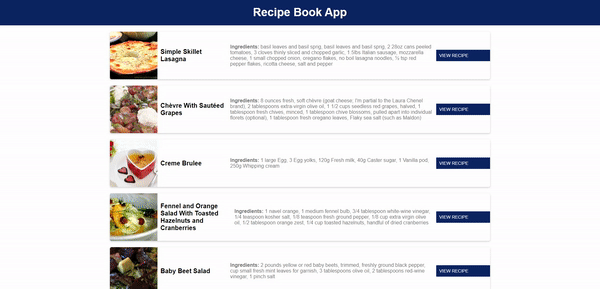 Recipe Book App
Simple Skillet
Lasagna
Ingredients: basil leaves and basil sprig, basil leaves and basil sprig, 2 28oz cans peeled
tomatoes, 3 cloves thinly sliced and chopped garlic, 1 5lbs Italian sausage, mozzarella
cheese, 1 small chopped onion, oregano flakes, no boil lasagna noodles, ½ tsp red
pepper flakes, ricotta cheese, salt and pepper
VIEW RECIPE
Chèvre With Sautéed
Grapes
Ingredients: 8 ounces fresh, soft chèvre (goat cheese; I'm partial to the Laura Chenel
brand), 2 tablespoons extra virgin olive oil, 1 1/2 cups seedless red grapes, halved, 1
tablespoon fresh chives, minced, 1 tablespoon chive blossoms, pulled apart into individual
florets (optional), 1 tablespoon fresh oregano leaves, Flaky sea salt (such as Maldon)
VIEW RECIPE
Creme Brulee
Ingredients: 1 large Egg, 3 Egg yolks, 120g Fresh milk, 40g Caster sugar, 1 Vanilla pod,
250g Whipping cream
VIEW RECIPE
Fennel and Orange
Salad With Toasted
Hazelnuts and
Cranberries
Ingredients: 1 navel orange, 1 medium fennel bulb, 3/4 tablespoon white-wine vinegar,
1/4 teaspoon kosher salt, 1/8 teaspoon fresh ground pepper, 1/8 cup extra virgin olive
oil, 1/2 tablespoon orange zest, 1/4 cup toasted hazelnuts, handful of dried cranberries
VIEW RECIPE
Baby Beet Salad
Ingredients: 2 pounds yellow or red baby beets, trimmed, freshly ground black pepper,
cup small fresh mint leaves for garnish, 3 tablespoons olive oil, 2 tablespoons red-wine
vinegar, 1 pinch salt
VIEW RECIPE